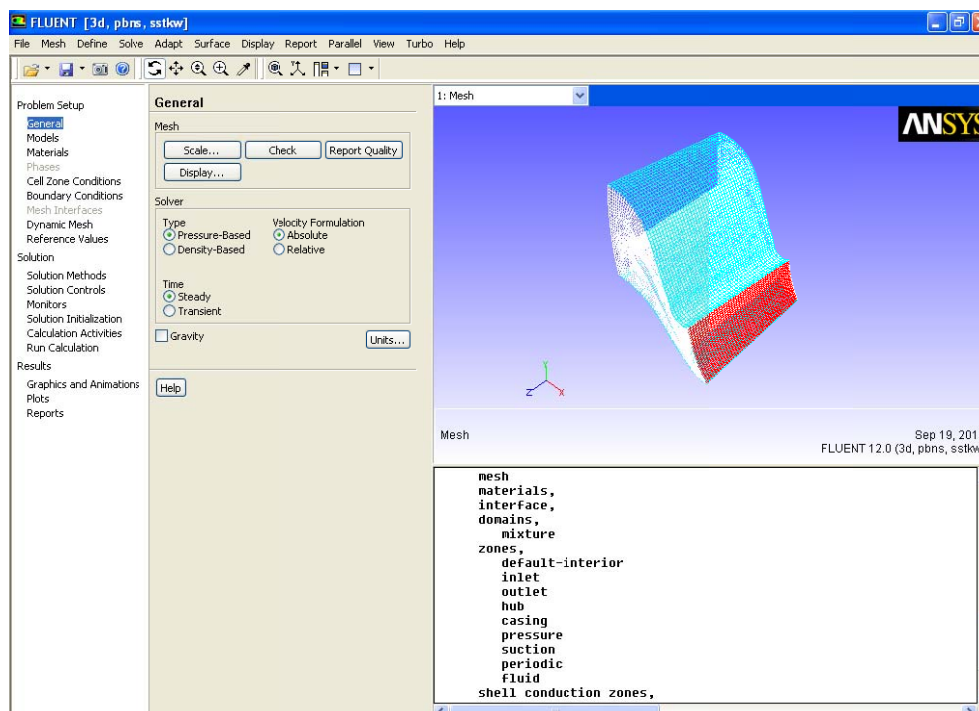 FLUENT [3d, pbns, sstkw]
File Mesh Define Solve Adapt Surface Display Report Parallel View Turbo Help
Problem Setup
General
Models
Materials
Phases
Cell Zone Conditions
Boundary Conditions
Mesh Interfaces
Dynamic Mesh
Reference Values
Solution
Solution Methods
Solution Controls
Monitors
Solution Initialization
Calculation Activities
Run Calculation
Results
Graphics and Animations
Plots
Reports
General
Mesh
Scale... Check Report Quality
Display...
Solver
Type Velocity Formulation
Pressure-Based Absolute
Density-Based Relative
Time
Steady
Transient
Gravity Units...
Help
1: Mesh
ANSYS
Y
Z X
Mesh Sep 19, 201
FLUENT 12.0 (3d, pbns, sstkw
mesh
materials,
interface,
domains,
mixture
zones,
default-interior
inlet
outlet
hub
casing
pressure
suction
periodic
fluid
shell conduction zones,